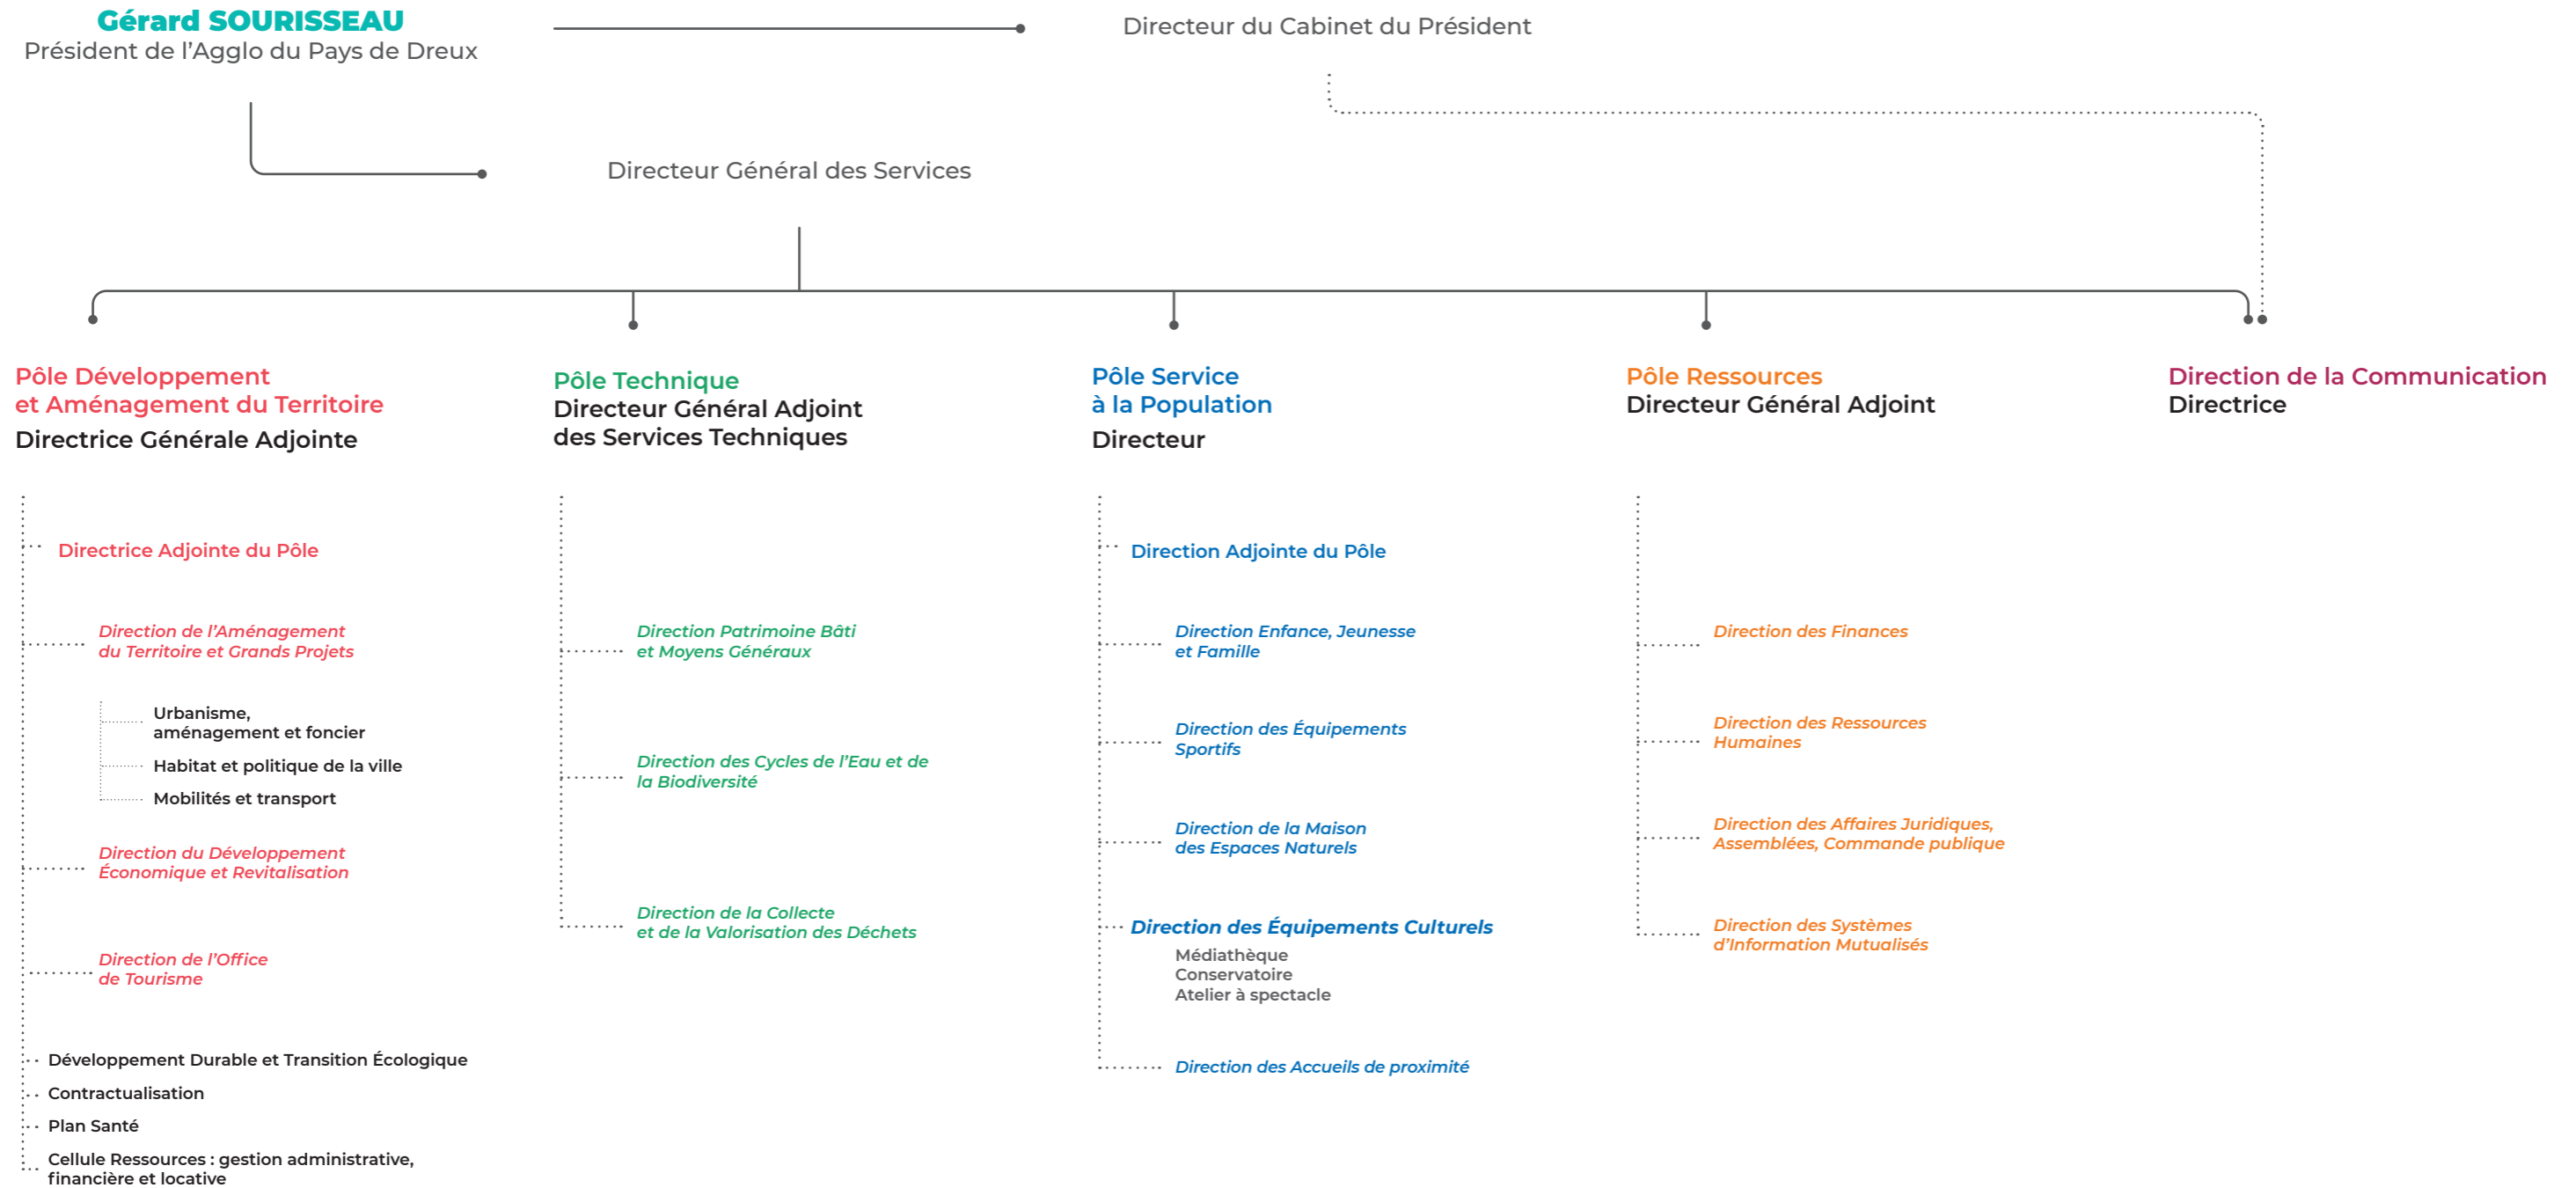 Gérard SOURISSEAU
Président de l’Agglo du Pays de Dreux
Directeur du Cabinet du Président
Directeur Général des Services
Pôle Développement
et Aménagement du Territoire
Directrice Générale Adjointe
Directrice Adjointe du Pôle
Direction de l’Aménagement
du Territoire et Grands Projets
Urbanisme,
aménagement et foncier
Habitat et politique de la ville
Mobilités et transport
Direction du Développement
Économique et Revitalisation
Direction de l’Office
de Tourisme
Développement Durable et Transition Écologique
Contractualisation
Plan Santé
Cellule Ressources : gestion administrative,
financière et locative
Pôle Technique
Directeur Général Adjoint
des Services Techniques
Direction Patrimoine Bâti
et Moyens Généraux
Direction des Cycles de l’Eau et de
la Biodiversité
Direction de la Collecte
et de la Valorisation des Déchets
Pôle Service
à la Population
Directeur
Direction Adjointe du Pôle
Direction Enfance, Jeunesse
et Famille
Direction des Équipements
Sportifs
Direction de la Maison
des Espaces Naturels
Direction des Équipements Culturels
Médiathèque
Conservatoire
Atelier à spectacle
Direction des Accueils de proximité
Pôle Ressources
Directeur Général Adjoint
Direction des Finances
Direction des Ressources
Humaines
Direction des Affaires Juridiques,
Assemblées, Commande publique
Direction des Systèmes
d’Information Mutualisés
Direction de la Communication
Directrice